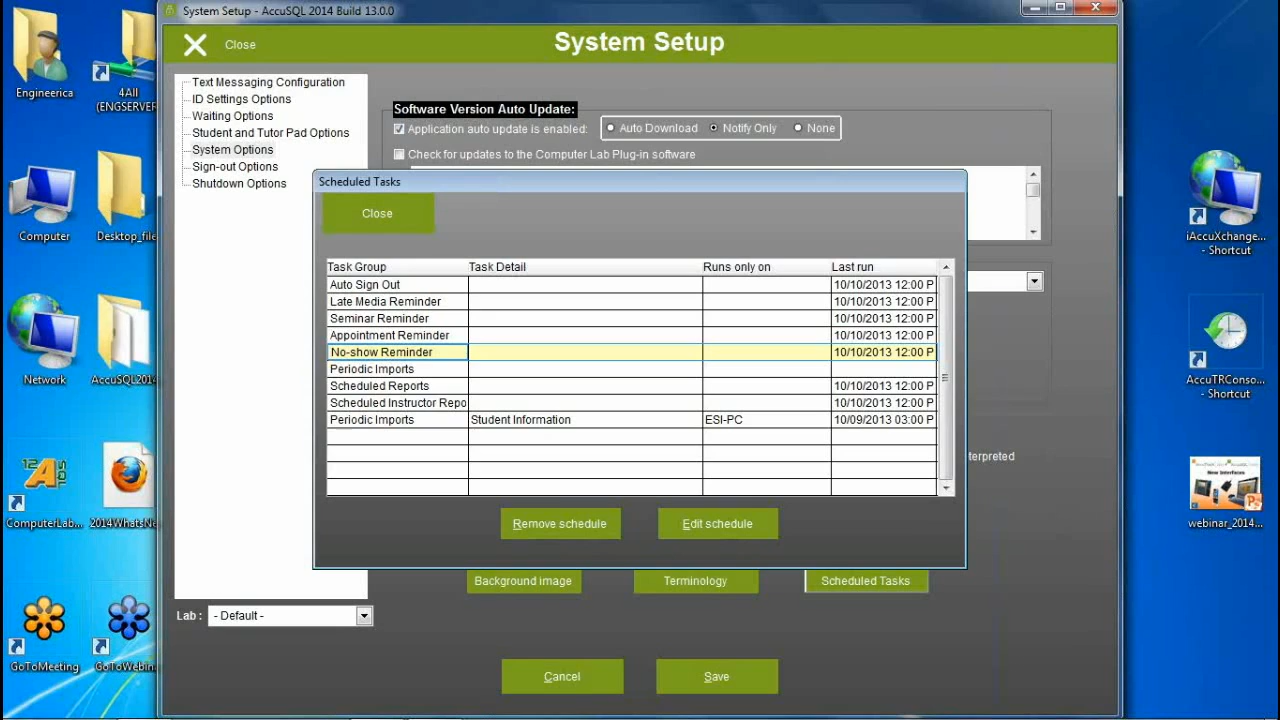 System Setup - AccuSQL 2014 Build 13.0.0
Close
System Setup
Engineerica
4All
(ENGSERVER
Computer
Desktop_file
Network
AccuSQL2014
ComputerLab...
2014WhatsNe
GoToMeeting
GoToWebin
Text Messaging Configuration
ID Settings Options
Waiting Options
Student and Tutor Pad Options
System Options
Sign-out Options
Shutdown Options
Software Version Auto Update:
Application auto update is enabled:
Auto Download
Notify Only
None
Check for updates to the Computer Lab Plug-in software
Scheduled Tasks
Close
Task Group Task Detail Runs only on Last run
Auto Sign Out 10/10/2013 12:00 P
Late Media Reminder 10/10/2013 12:00 P
Seminar Reminder 10/10/2013 12:00 P
Appointment Reminder 10/10/2013 12:00 P
No-show Reminder 10/10/2013 12:00 P
Periodic Imports
Scheduled Reports 10/10/2013 12:00 P
Scheduled Instructor Repo 10/10/2013 12:00 P
Periodic Imports Student Information ESI-PC 10/09/2013 03:00 P
Remove schedule
Edit schedule
terpreted
Background image
Terminology
Scheduled Tasks
Lab :
- Default -
Cancel
Save
iAccuXchange...
- Shortcut
AccuTRConso...
- Shortcut
New Interfaces
webinar_2014...